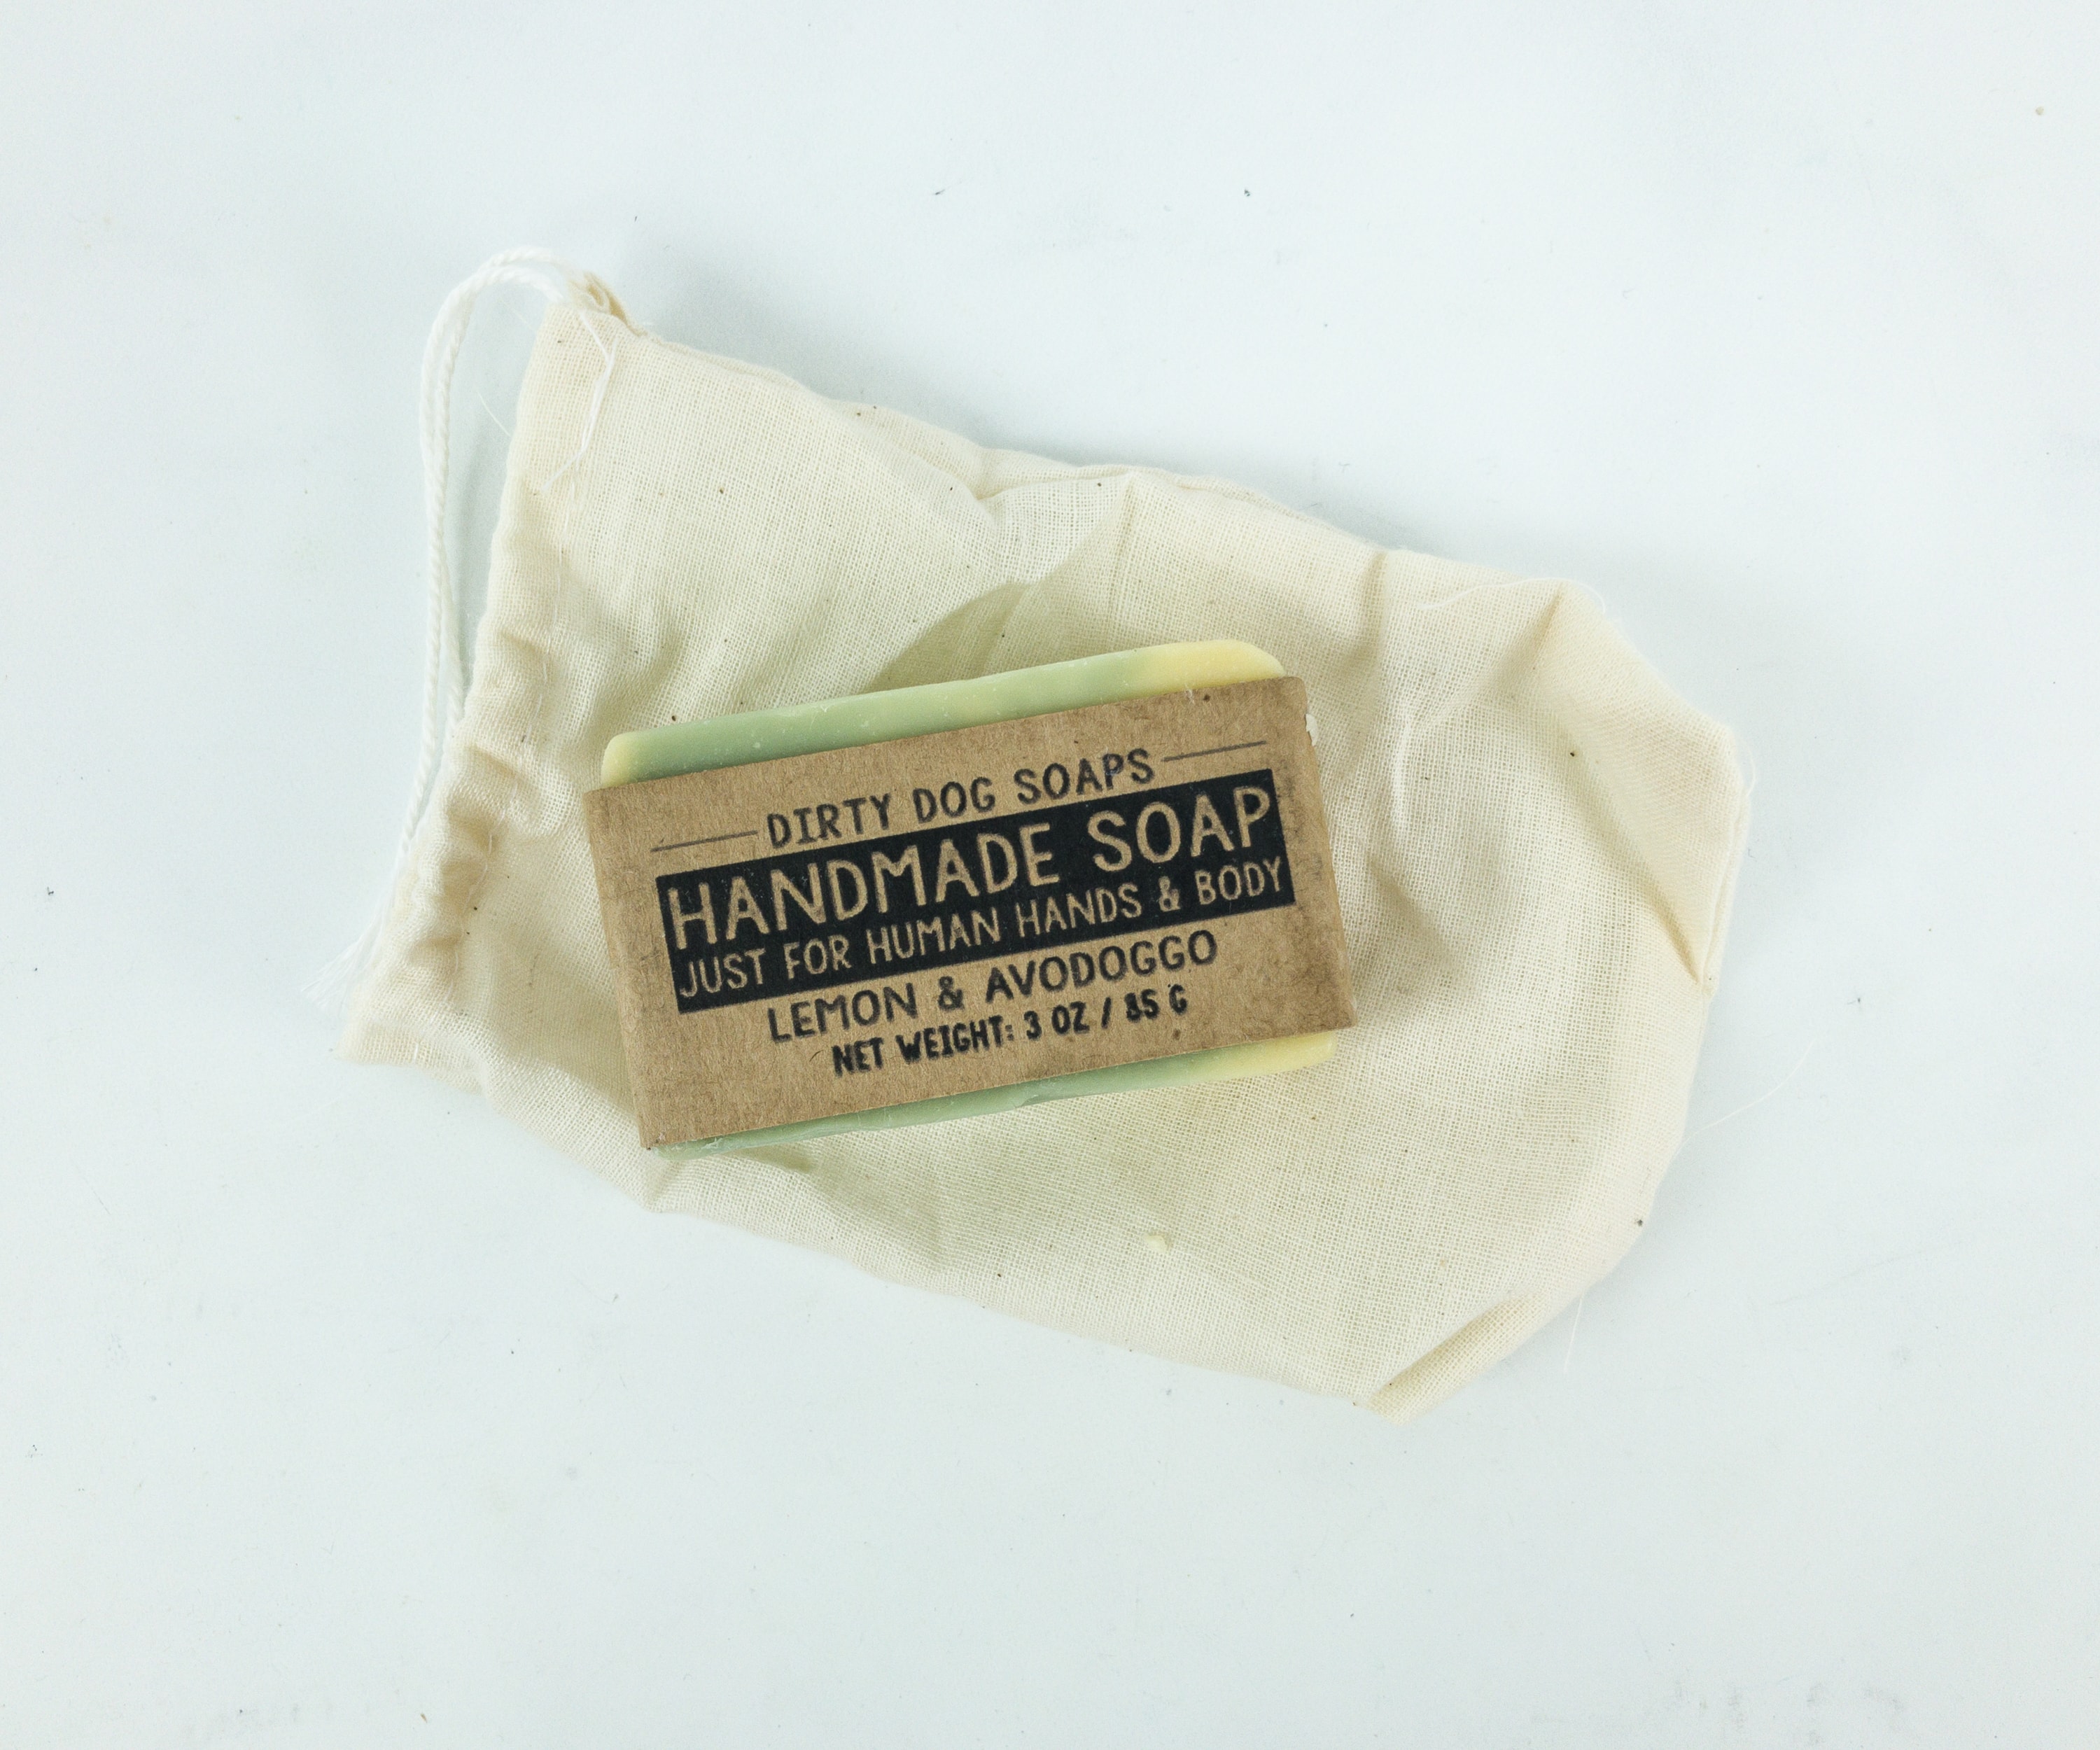 DIRTY DOG SOAPS
HANDMADE SOAP
JUST FOR HUMAN HANDS & BODY
LEMON & AVODOGGO
NET WEIGHT: 3 OZ / 85 G